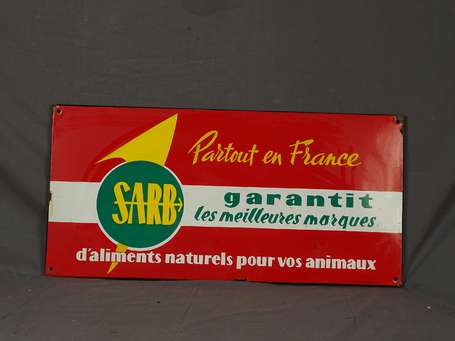 Partout en France
SARB
garantit
les meilleures marques
d'aliments naturels pour vos animaux